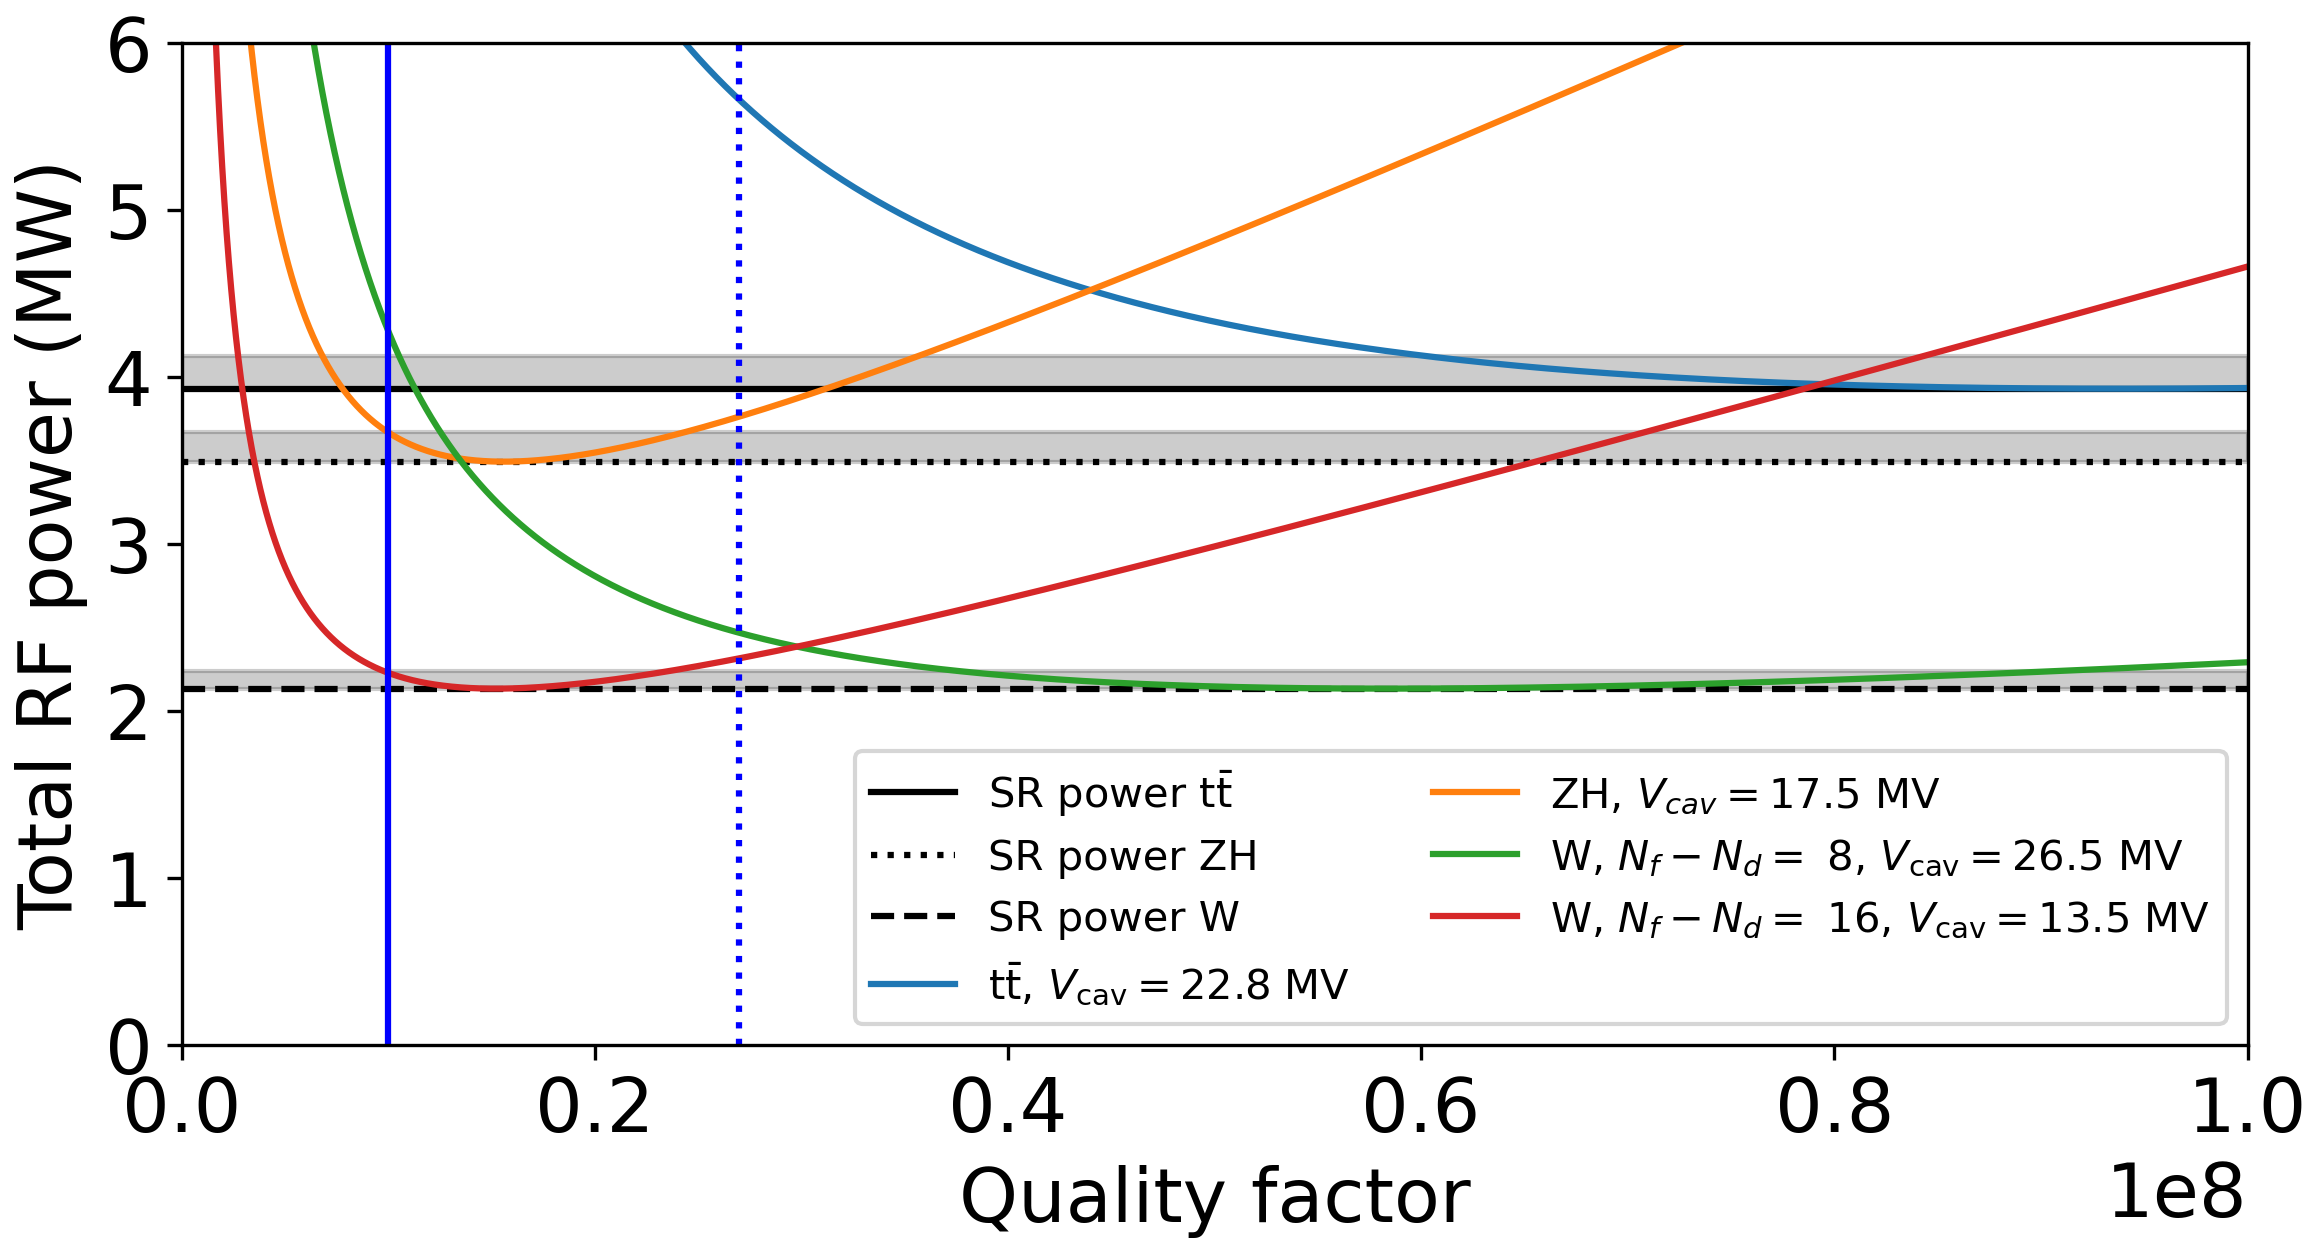 Total RF power (MW)
6
5
4
3
2
1
0
0.0 0.2 0.4 0.6 0.8 1.0
1e8
Quality factor
SR power tt̄
SR power ZH
SR power W
tt̄, V_cav = 22.8 MV
ZH, V_cav = 17.5 MV
W, N_f − N_d = 8, V_cav = 26.5 MV
W, N_f − N_d = 16, V_cav = 13.5 MV